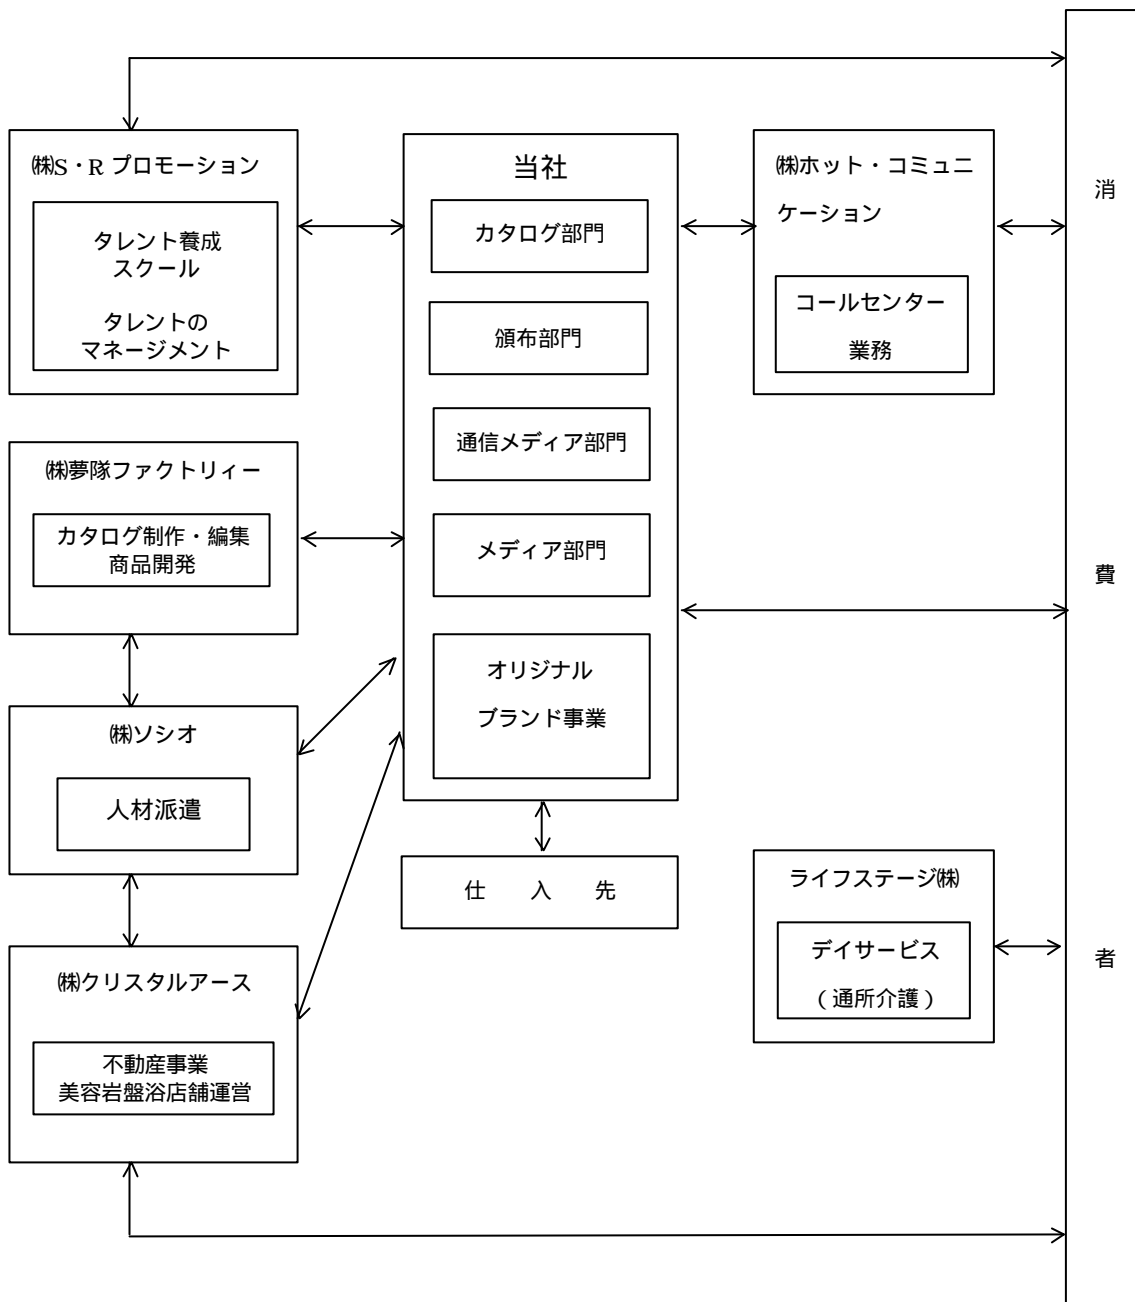 ㈱S・R プロモーション
タレント養成
スクール
タレントの
マネージメント
㈱夢隊ファクトリィー
カタログ制作・編集
商品開発
㈱ソシオ
人材派遣
㈱クリスタルアース
不動産事業
美容岩盤浴店舗運営
当社
カタログ部門
頒布部門
通信メディア部門
メディア部門
オリジナル
ブランド事業
仕 入 先
㈱ホット・コミュニ
ケーション
コールセンター
業務
ライフステージ㈱
デイサービス
(通所介護)
消
費
者